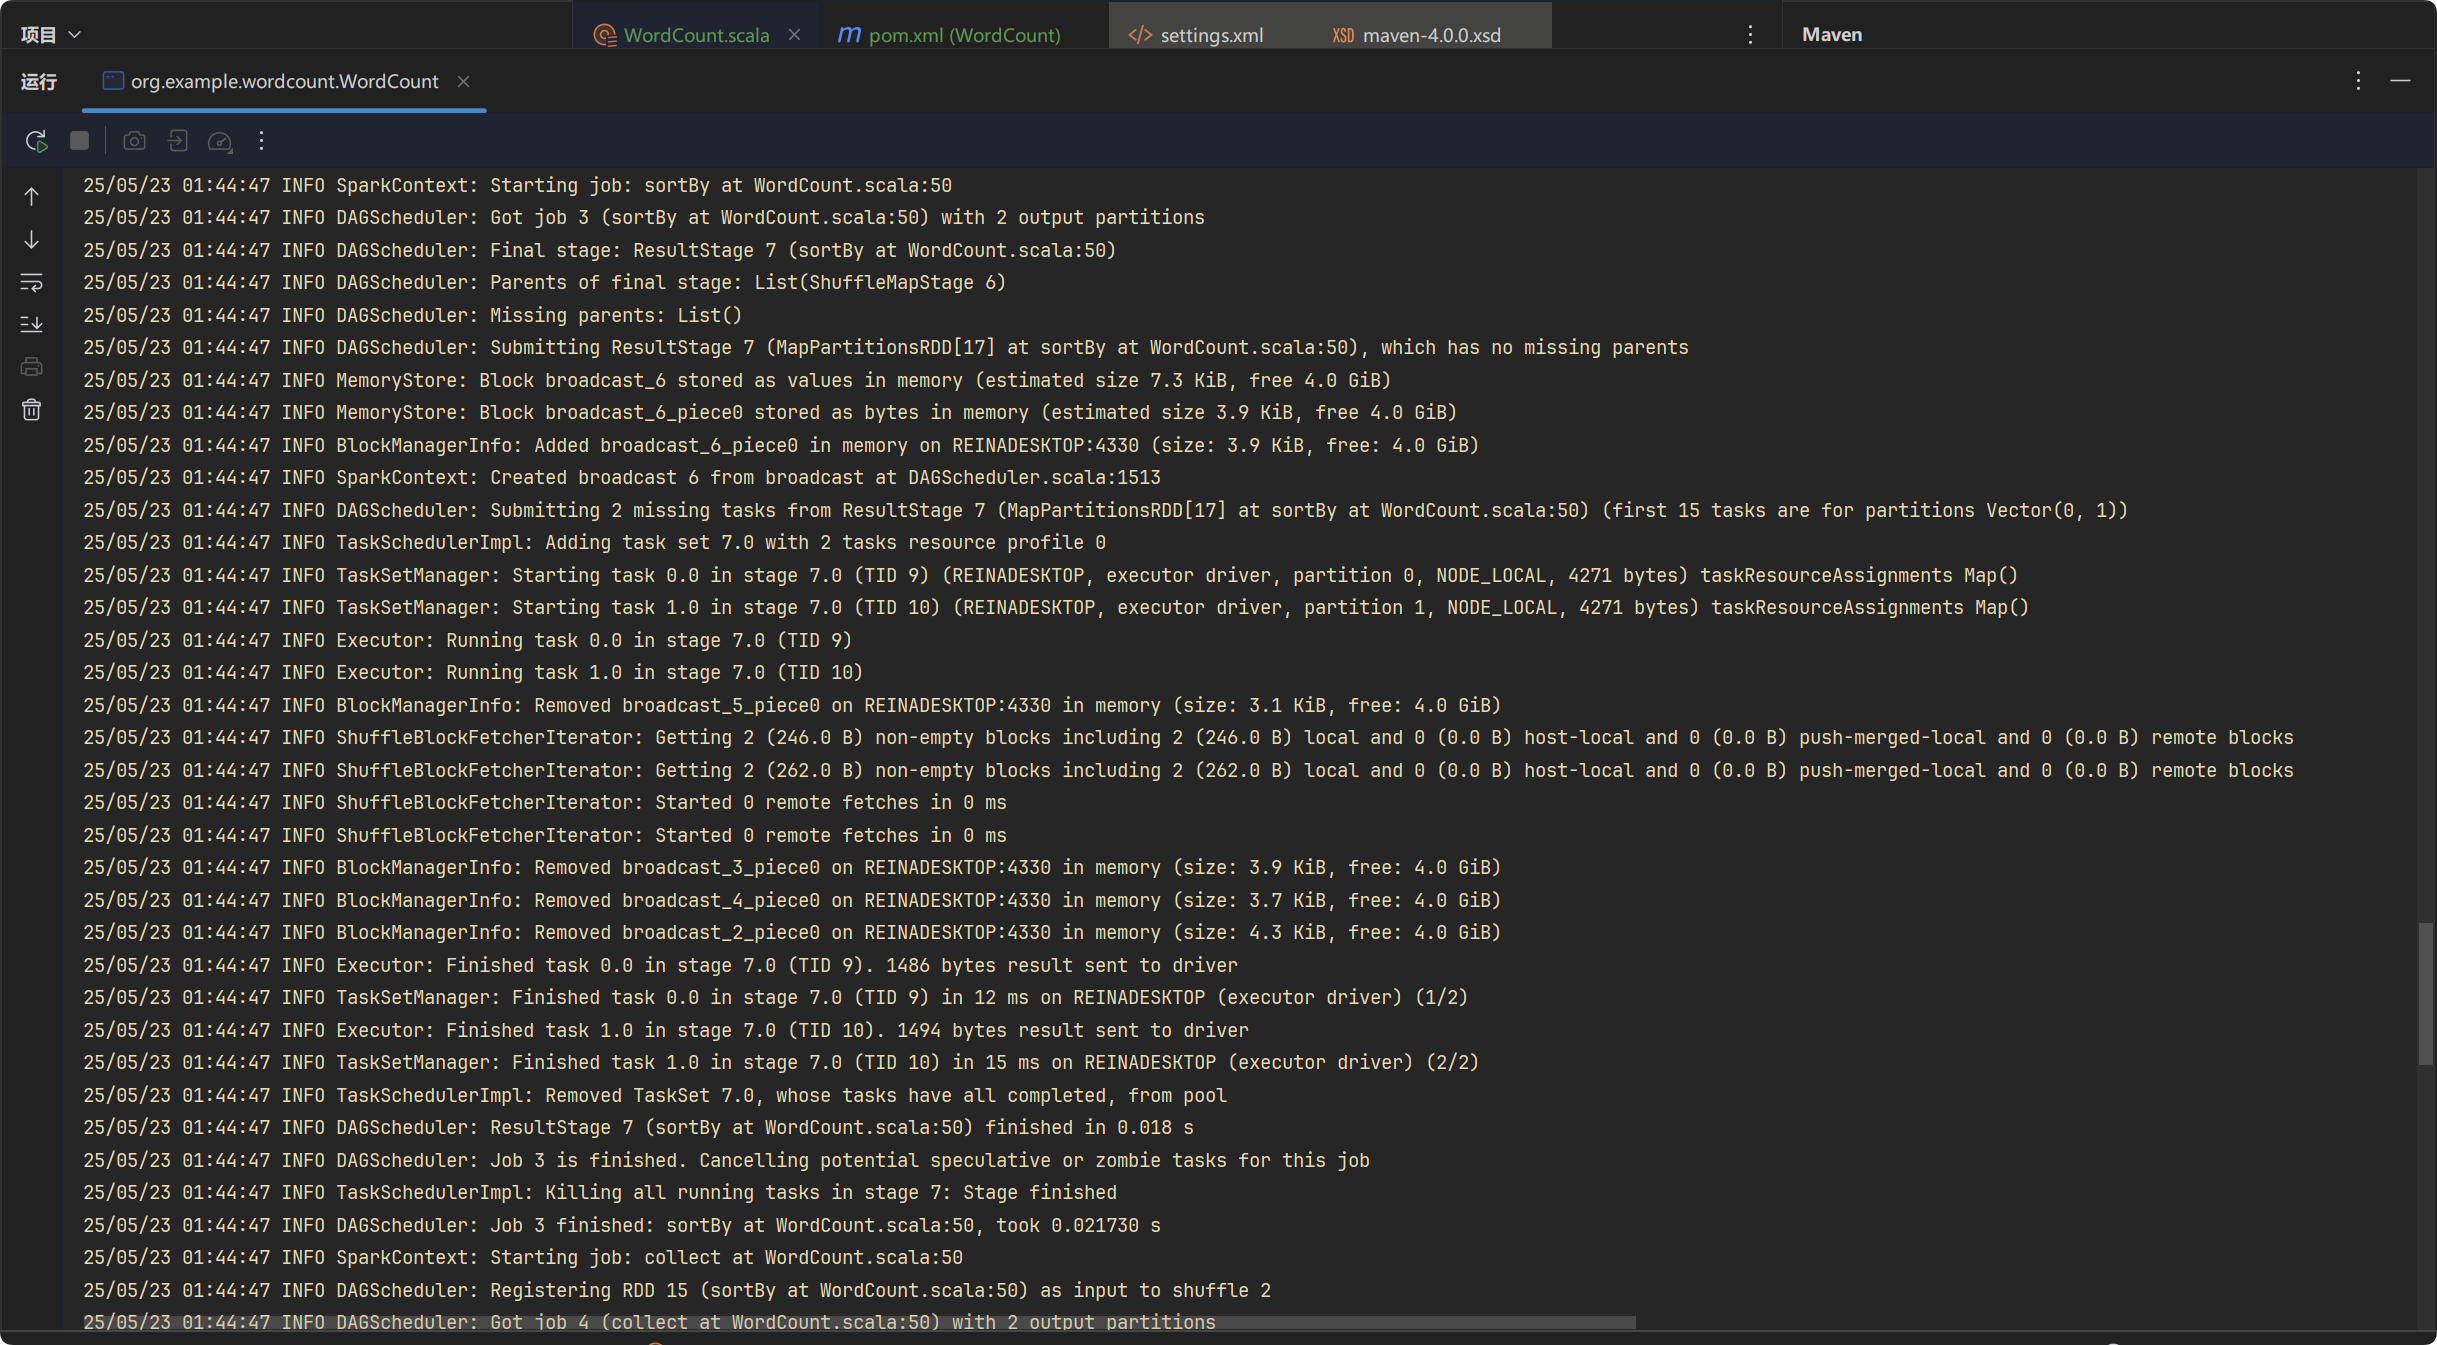 项目
WordCount.scala
pom.xml (WordCount)
settings.xml
maven-4.0.0.xsd
Maven
运行
org.example.wordcount.WordCount
25/05/23 01:44:47 INFO SparkContext: Starting job: sortBy at WordCount.scala:50
25/05/23 01:44:47 INFO DAGScheduler: Got job 3 (sortBy at WordCount.scala:50) with 2 output partitions
25/05/23 01:44:47 INFO DAGScheduler: Final stage: ResultStage 7 (sortBy at WordCount.scala:50)
25/05/23 01:44:47 INFO DAGScheduler: Parents of final stage: List(ShuffleMapStage 6)
25/05/23 01:44:47 INFO DAGScheduler: Missing parents: List()
25/05/23 01:44:47 INFO DAGScheduler: Submitting ResultStage 7 (MapPartitionsRDD[17] at sortBy at WordCount.scala:50), which has no missing parents
25/05/23 01:44:47 INFO MemoryStore: Block broadcast_6 stored as values in memory (estimated size 7.3 KiB, free 4.0 GiB)
25/05/23 01:44:47 INFO MemoryStore: Block broadcast_6_piece0 stored as bytes in memory (estimated size 3.9 KiB, free 4.0 GiB)
25/05/23 01:44:47 INFO BlockManagerInfo: Added broadcast_6_piece0 in memory on REINADESKTOP:4330 (size: 3.9 KiB, free: 4.0 GiB)
25/05/23 01:44:47 INFO SparkContext: Created broadcast 6 from broadcast at DAGScheduler.scala:1513
25/05/23 01:44:47 INFO DAGScheduler: Submitting 2 missing tasks from ResultStage 7 (MapPartitionsRDD[17] at sortBy at WordCount.scala:50) (first 15 tasks are for partitions Vector(0, 1))
25/05/23 01:44:47 INFO TaskSchedulerImpl: Adding task set 7.0 with 2 tasks resource profile 0
25/05/23 01:44:47 INFO TaskSetManager: Starting task 0.0 in stage 7.0 (TID 9) (REINADESKTOP, executor driver, partition 0, NODE_LOCAL, 4271 bytes) taskResourceAssignments Map()
25/05/23 01:44:47 INFO TaskSetManager: Starting task 1.0 in stage 7.0 (TID 10) (REINADESKTOP, executor driver, partition 1, NODE_LOCAL, 4271 bytes) taskResourceAssignments Map()
25/05/23 01:44:47 INFO Executor: Running task 0.0 in stage 7.0 (TID 9)
25/05/23 01:44:47 INFO Executor: Running task 1.0 in stage 7.0 (TID 10)
25/05/23 01:44:47 INFO BlockManagerInfo: Removed broadcast_5_piece0 on REINADESKTOP:4330 in memory (size: 3.1 KiB, free: 4.0 GiB)
25/05/23 01:44:47 INFO ShuffleBlockFetcherIterator: Getting 2 (246.0 B) non-empty blocks including 2 (246.0 B) local and 0 (0.0 B) host-local and 0 (0.0 B) push-merged-local and 0 (0.0 B) remote blocks
25/05/23 01:44:47 INFO ShuffleBlockFetcherIterator: Getting 2 (262.0 B) non-empty blocks including 2 (262.0 B) local and 0 (0.0 B) host-local and 0 (0.0 B) push-merged-local and 0 (0.0 B) remote blocks
25/05/23 01:44:47 INFO ShuffleBlockFetcherIterator: Started 0 remote fetches in 0 ms
25/05/23 01:44:47 INFO ShuffleBlockFetcherIterator: Started 0 remote fetches in 0 ms
25/05/23 01:44:47 INFO BlockManagerInfo: Removed broadcast_3_piece0 on REINADESKTOP:4330 in memory (size: 3.9 KiB, free: 4.0 GiB)
25/05/23 01:44:47 INFO BlockManagerInfo: Removed broadcast_4_piece0 on REINADESKTOP:4330 in memory (size: 3.7 KiB, free: 4.0 GiB)
25/05/23 01:44:47 INFO BlockManagerInfo: Removed broadcast_2_piece0 on REINADESKTOP:4330 in memory (size: 4.3 KiB, free: 4.0 GiB)
25/05/23 01:44:47 INFO Executor: Finished task 0.0 in stage 7.0 (TID 9). 1486 bytes result sent to driver
25/05/23 01:44:47 INFO TaskSetManager: Finished task 0.0 in stage 7.0 (TID 9) in 12 ms on REINADESKTOP (executor driver) (1/2)
25/05/23 01:44:47 INFO Executor: Finished task 1.0 in stage 7.0 (TID 10). 1494 bytes result sent to driver
25/05/23 01:44:47 INFO TaskSetManager: Finished task 1.0 in stage 7.0 (TID 10) in 15 ms on REINADESKTOP (executor driver) (2/2)
25/05/23 01:44:47 INFO TaskSchedulerImpl: Removed TaskSet 7.0, whose tasks have all completed, from pool
25/05/23 01:44:47 INFO DAGScheduler: ResultStage 7 (sortBy at WordCount.scala:50) finished in 0.018 s
25/05/23 01:44:47 INFO DAGScheduler: Job 3 is finished. Cancelling potential speculative or zombie tasks for this job
25/05/23 01:44:47 INFO TaskSchedulerImpl: Killing all running tasks in stage 7: Stage finished
25/05/23 01:44:47 INFO DAGScheduler: Job 3 finished: sortBy at WordCount.scala:50, took 0.021730 s
25/05/23 01:44:47 INFO SparkContext: Starting job: collect at WordCount.scala:50
25/05/23 01:44:47 INFO DAGScheduler: Registering RDD 15 (sortBy at WordCount.scala:50) as input to shuffle 2
25/05/23 01:44:47 INFO DAGScheduler: Got job 4 (collect at WordCount.scala:50) with 2 output partitions